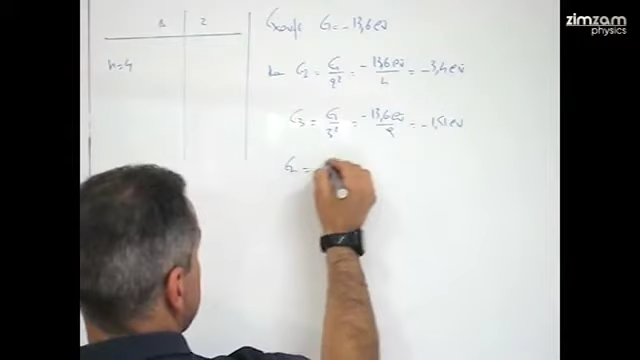 zimzam
physics
2
Έχουμε E₁ = -13,6 eV
n=4
E₂ = E₁/2² = -13,6 eV/4 = -3,4 eV
E₃ = E₁/3² = -13,6 eV/9 = -1,51 eV
E₄ =